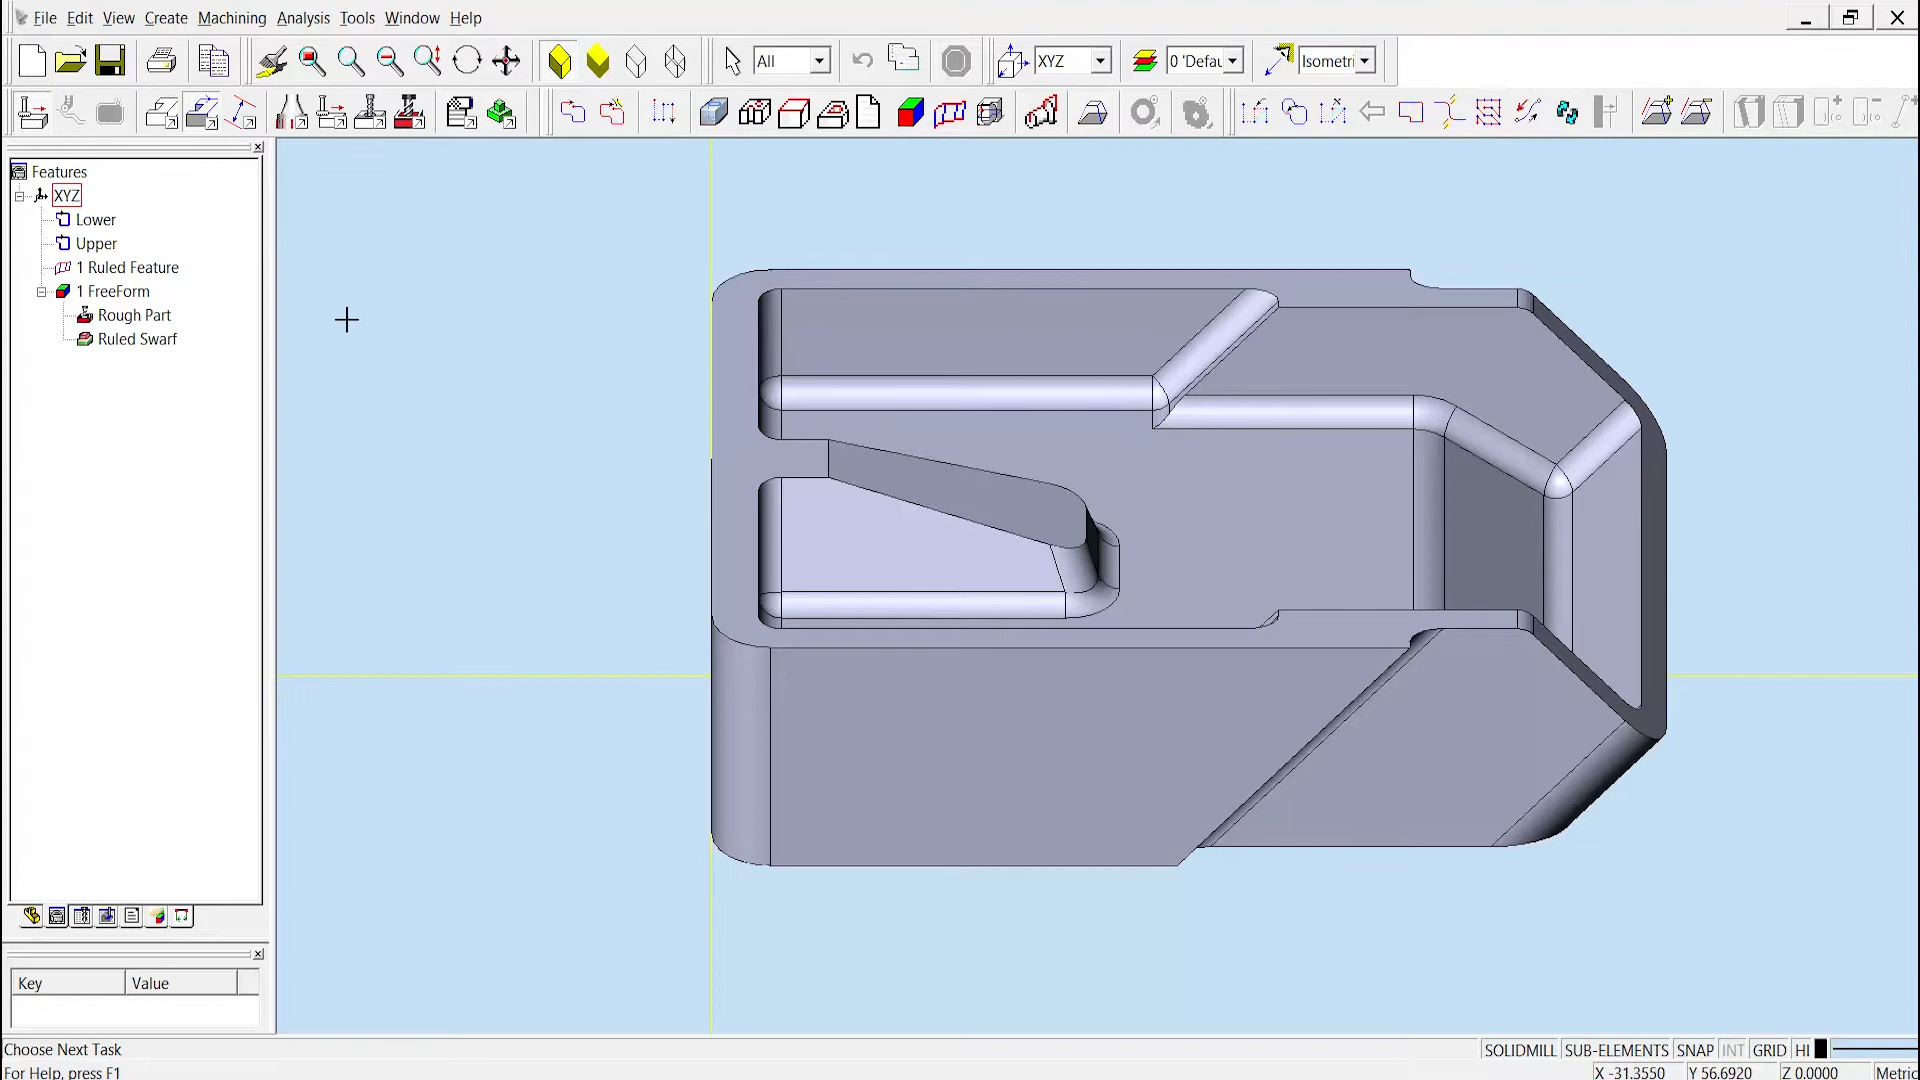 File Edit View Create Machining Analysis Tools Window Help
All XYZ 0 'Defau Isometri
Features
XYZ
Lower
Upper
1 Ruled Feature
1 FreeForm
Rough Part
Ruled Swarf
Key Value
Choose Next Task SOLIDMILL SUB-ELEMENTS SNAP INT GRID HI
For Help, press F1 X -31.3550 Y 56.6920 Z 0.0000 Metric